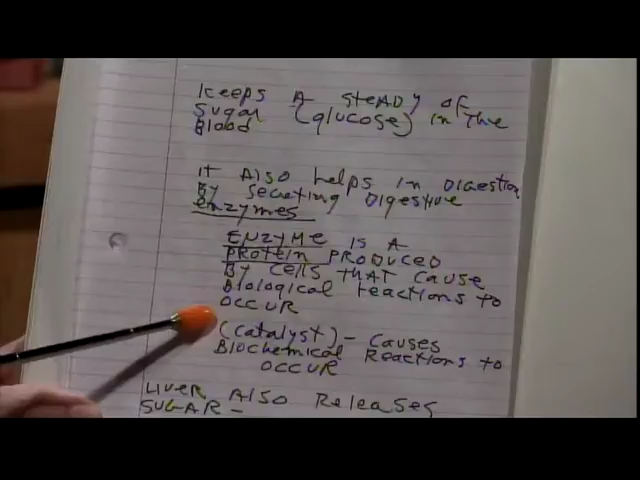 Keeps A steady of
Sugar (glucose) in the
Blood
it Also helps in Digestion
By secreting Digestive
enzymes
Enzyme is A
Protein produced
By cells that cause
Biological reactions to
occur
(Catalyst) - causes
Biochemical Reactions to
occur
Liver Also Releases
Sugar -